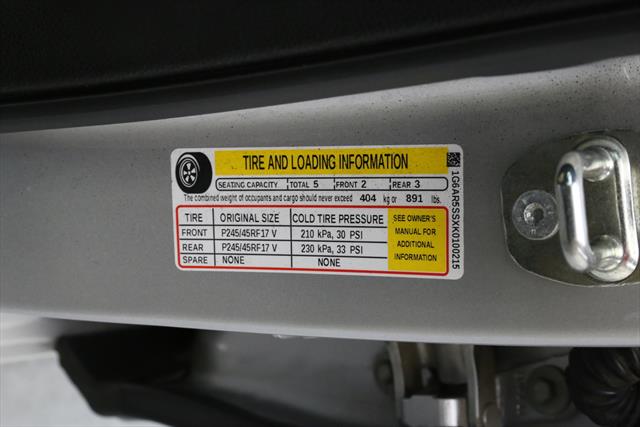 TIRE AND LOADING INFORMATION
SEATING CAPACITY TOTAL 5 FRONT 2 REAR 3
The combined weight of occupants and cargo should never exceed 404 kg or 891 lbs.
TIRE ORIGINAL SIZE COLD TIRE PRESSURE
FRONT P245/45RF17 V 210 kPa, 30 PSI
REAR P245/45RF17 V 230 kPa, 33 PSI
SPARE NONE NONE
SEE OWNER'S
MANUAL FOR
ADDITIONAL
INFORMATION
1G6AR5SSXK0100215